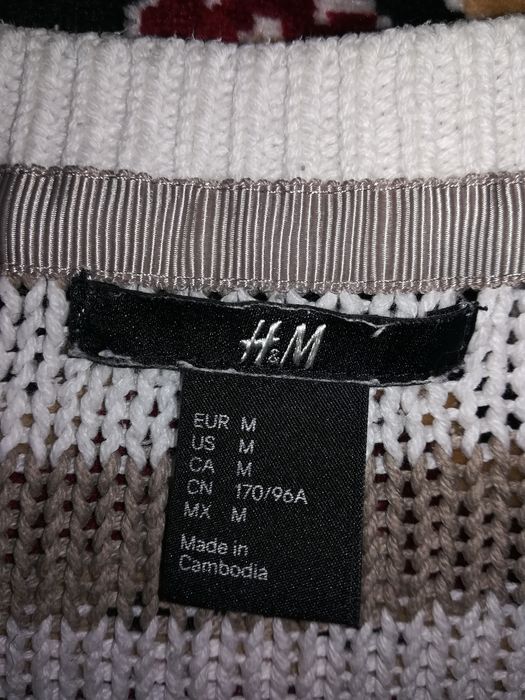 H&M
EUR M
US M
CA M
CN 170/96A
MX M
Made in
Cambodia